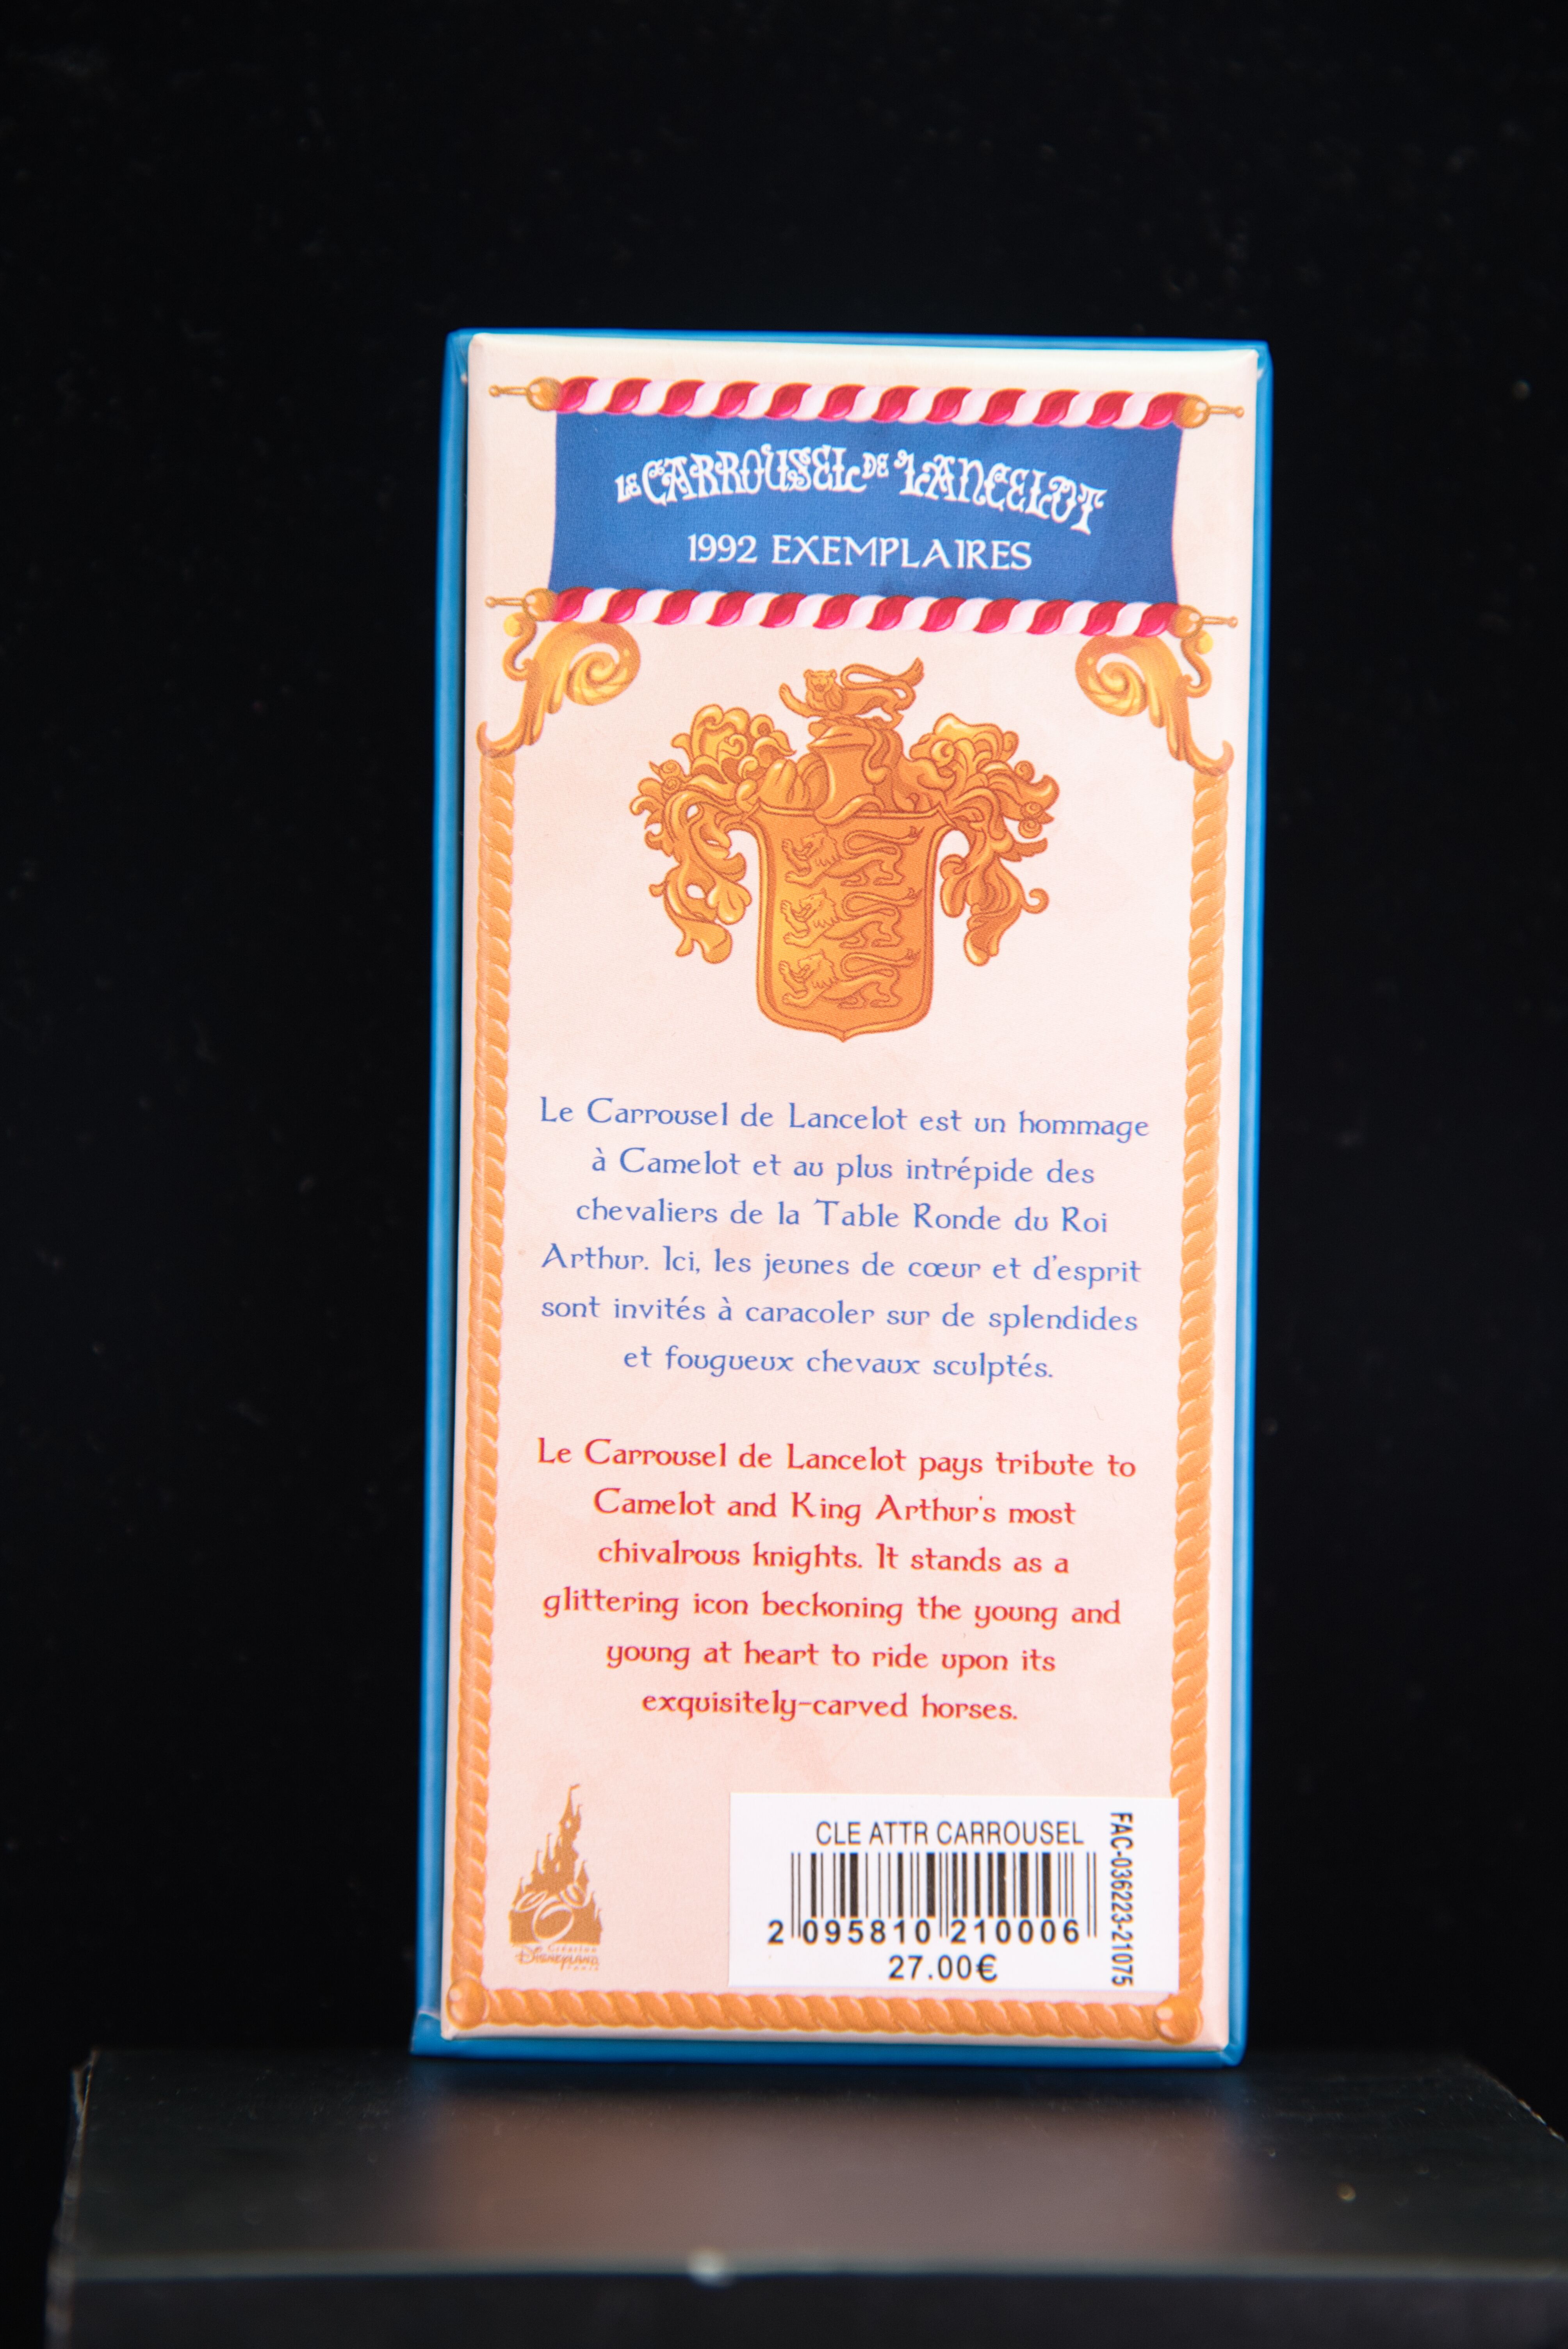 LE CARROUSEL DE LANCELOT
1992 EXEMPLAIRES
Le Carrousel de Lancelot est un hommage
à Camelot et au plus intrépide des
chevaliers de la Table Ronde du Roi
Arthur. Ici, les jeunes de cœur et d'esprit
sont invités à caracoler sur de splendides
et fougueux chevaux sculptés.
Le Carrousel de Lancelot pays tribute to
Camelot and King Arthur's most
chivalrous knights. It stands as a
glittering icon beckoning the young and
young at heart to ride upon its
exquisitely-carved horses.
Création
DISNEYLAND
PARIS
CLE ATTR CARROUSEL
2 095810 210006
27.00€
FAC-036223-21075